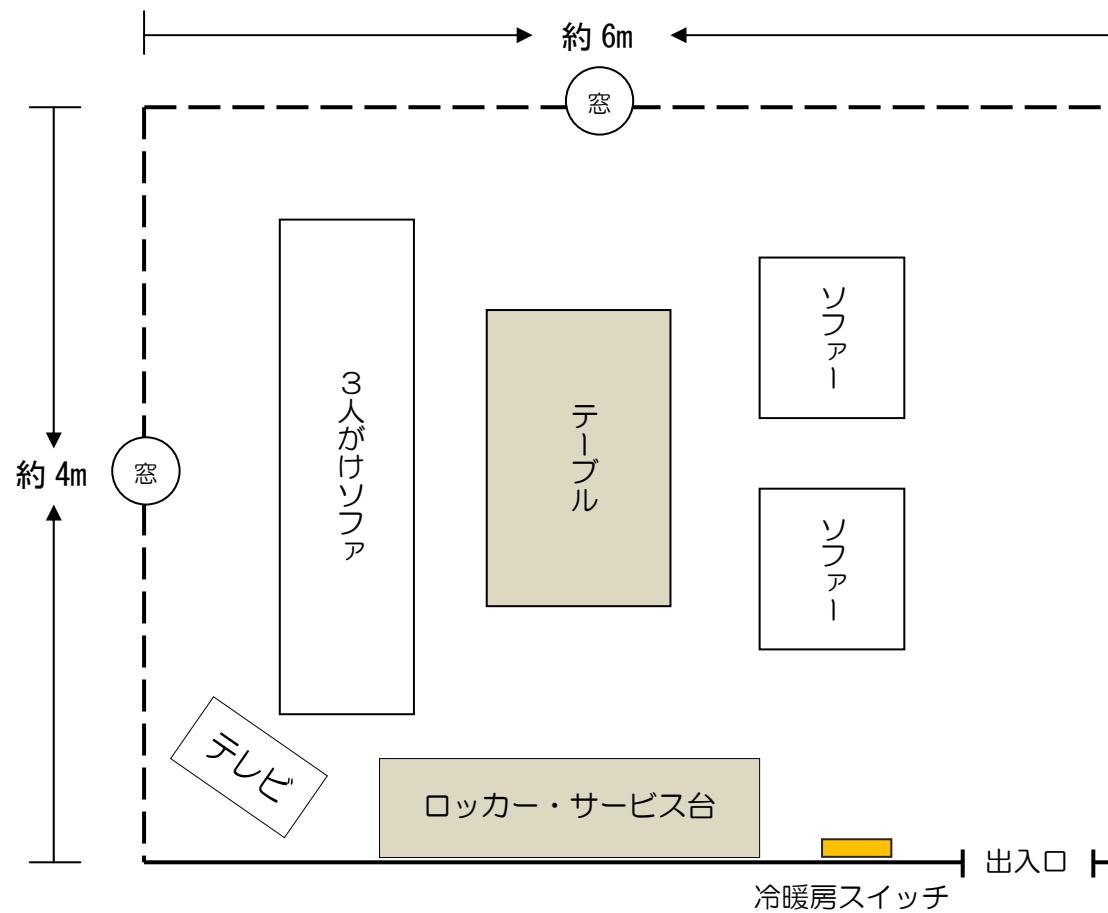 約 6m
窓
ソファー
3人がけソファ
テーブル
約 4m
窓
ソファー
テレビ
ロッカー・サービス台
出入口
冷暖房スイッチ